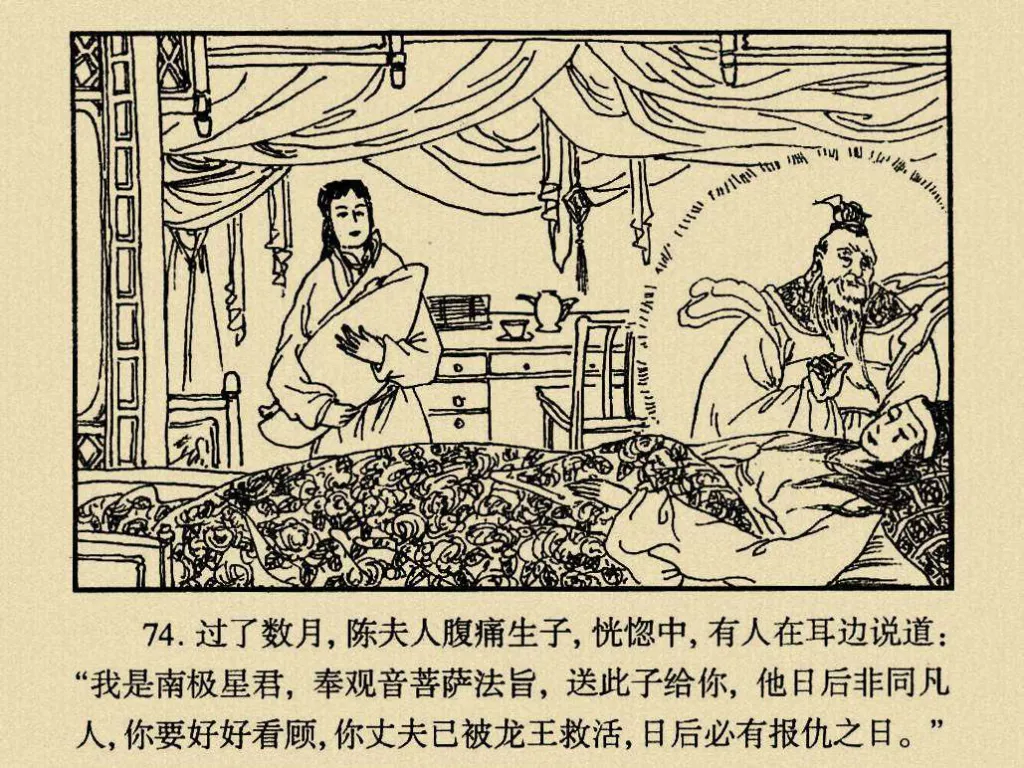 74. 过了数月，陈夫人腹痛生子，恍惚中，有人在耳边说道：
“我是南极星君，奉观音菩萨法旨，送此子给你，他日后非同凡
人，你要好好看顾，你丈夫已被龙王救活，日后必有报仇之日。”